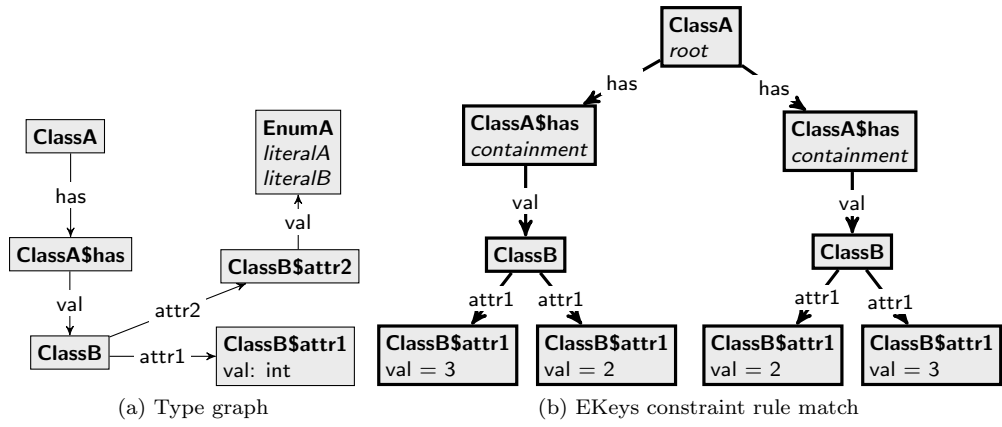 ClassA
has
ClassA$has
val
ClassB
attr2
attr1
EnumA
literalA
literalB
val
ClassB$attr2
ClassB$attr1
val: int
(a) Type graph
ClassA
root
has
has
ClassA$has
containment
ClassA$has
containment
val
val
ClassB
ClassB
attr1
attr1
attr1
attr1
ClassB$attr1
val = 3
ClassB$attr1
val = 2
ClassB$attr1
val = 2
ClassB$attr1
val = 3
(b) EKeys constraint rule match